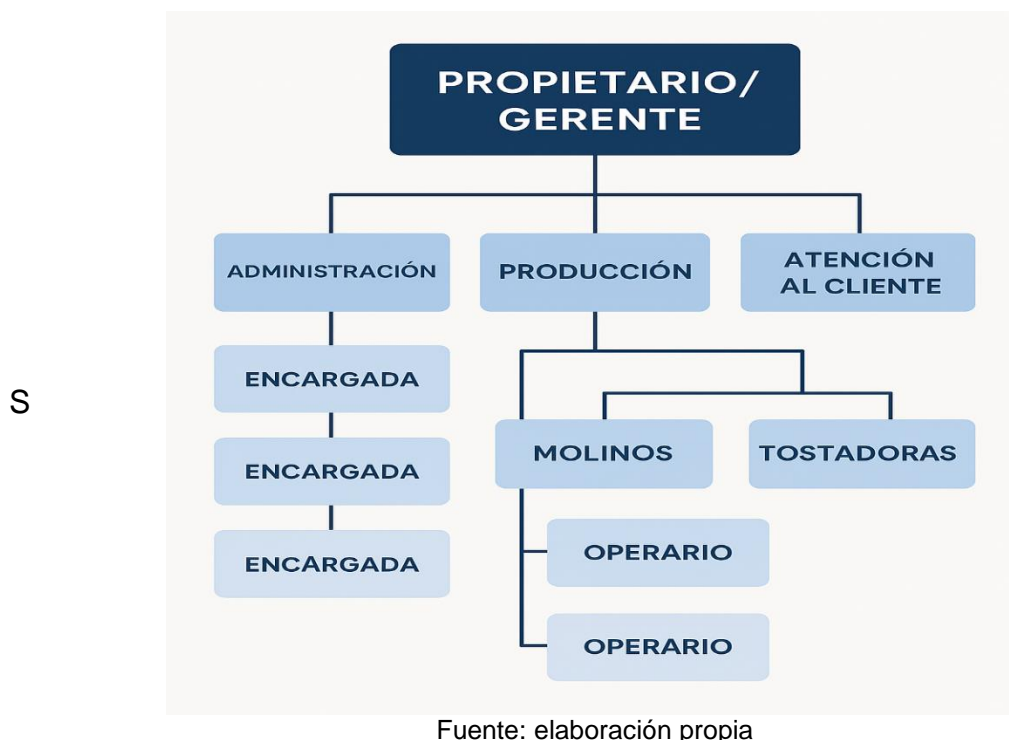 PROPIETARIO/
GERENTE
ADMINISTRACIÓN
PRODUCCIÓN
ATENCIÓN
AL CLIENTE
ENCARGADA
S
MOLINOS
TOSTADORAS
ENCARGADA
OPERARIO
ENCARGADA
OPERARIO
Fuente: elaboración propia